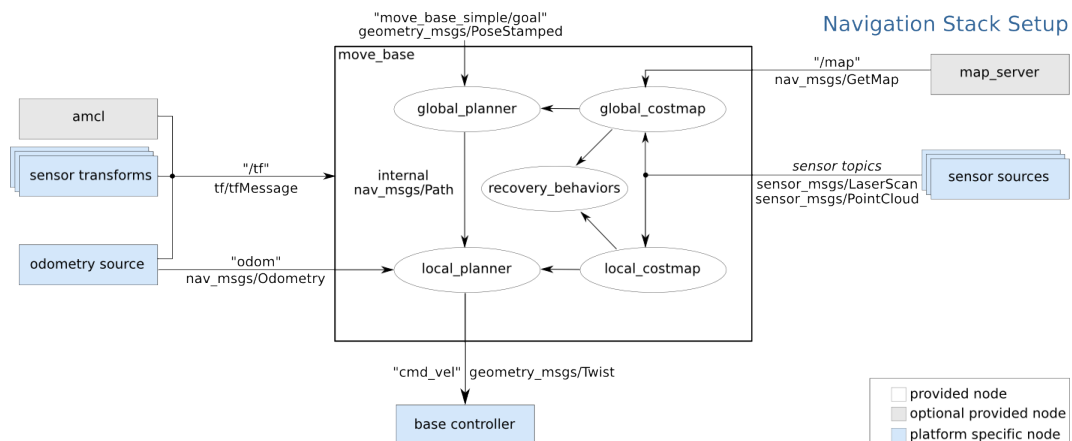 Navigation Stack Setup
"move_base_simple/goal"
geometry_msgs/PoseStamped
move_base
"/map"
nav_msgs/GetMap
map_server
global_planner
global_costmap
amcl
sensor transforms
"/tf"
tf/tfMessage
internal
nav_msgs/Path
recovery_behaviors
sensor topics
sensor_msgs/LaserScan
sensor_msgs/PointCloud
sensor sources
odometry source
"odom"
nav_msgs/Odometry
local_planner
local_costmap
"cmd_vel"
geometry_msgs/Twist
base controller
provided node
optional provided node
platform specific node